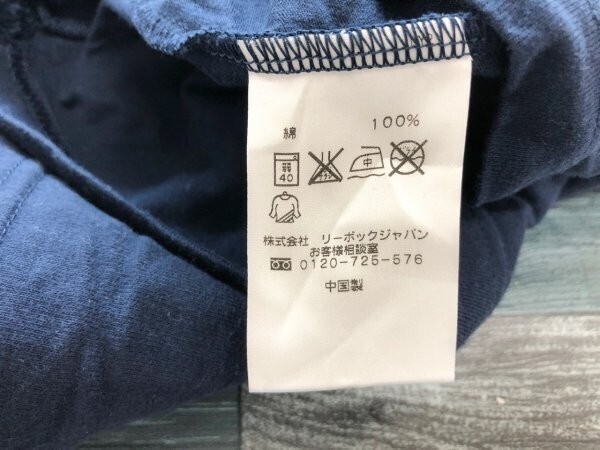 綿 100%
弱
40
中
株式会社 リーボックジャパン
お客様相談室
0120-725-576
中国製